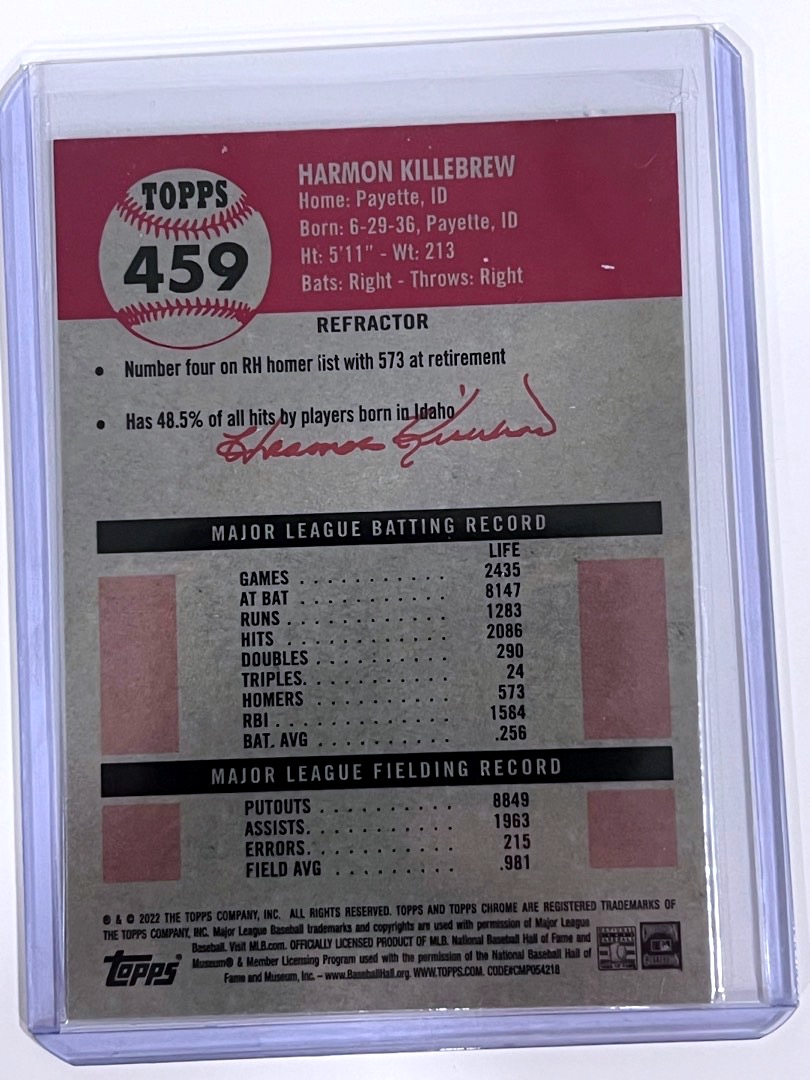 TOPPS
459
HARMON KILLEBREW
Home: Payette, ID
Born: 6-29-36, Payette, ID
Ht: 5'11" - Wt: 213
Bats: Right - Throws: Right
REFRACTOR
• Number four on RH homer list with 573 at retirement
• Has 48.5% of all hits by players born in Idaho
Harmon Killebrew
MAJOR LEAGUE BATTING RECORD
LIFE
GAMES . . . . . . . . . . . 2435
AT BAT . . . . . . . . . . . 8147
RUNS . . . . . . . . . . . . 1283
HITS . . . . . . . . . . . . 2086
DOUBLES . . . . . . . . . . 290
TRIPLES. . . . . . . . . . . 24
HOMERS . . . . . . . . . . 573
RBI . . . . . . . . . . . . . 1584
BAT. AVG . . . . . . . . . . .256
MAJOR LEAGUE FIELDING RECORD
PUTOUTS . . . . . . . . . . 8849
ASSISTS. . . . . . . . . . . 1963
ERRORS. . . . . . . . . . . 215
FIELD AVG . . . . . . . . . .981
® & © 2022 THE TOPPS COMPANY, INC. ALL RIGHTS RESERVED. TOPPS AND TOPPS CHROME ARE REGISTERED TRADEMARKS OF
THE TOPPS COMPANY, INC. Major League Baseball trademarks and copyrights are used with permission of Major League
Baseball. Visit MLB.com. OFFICIALLY LICENSED PRODUCT OF MLB. National Baseball Hall of Fame and
Museum® & Member Licensing Program used with the permission of the National Baseball Hall of
Fame and Museum, Inc. – www.BaseballHall.org. WWW.TOPPS.COM. CODE#CMP054218
topps